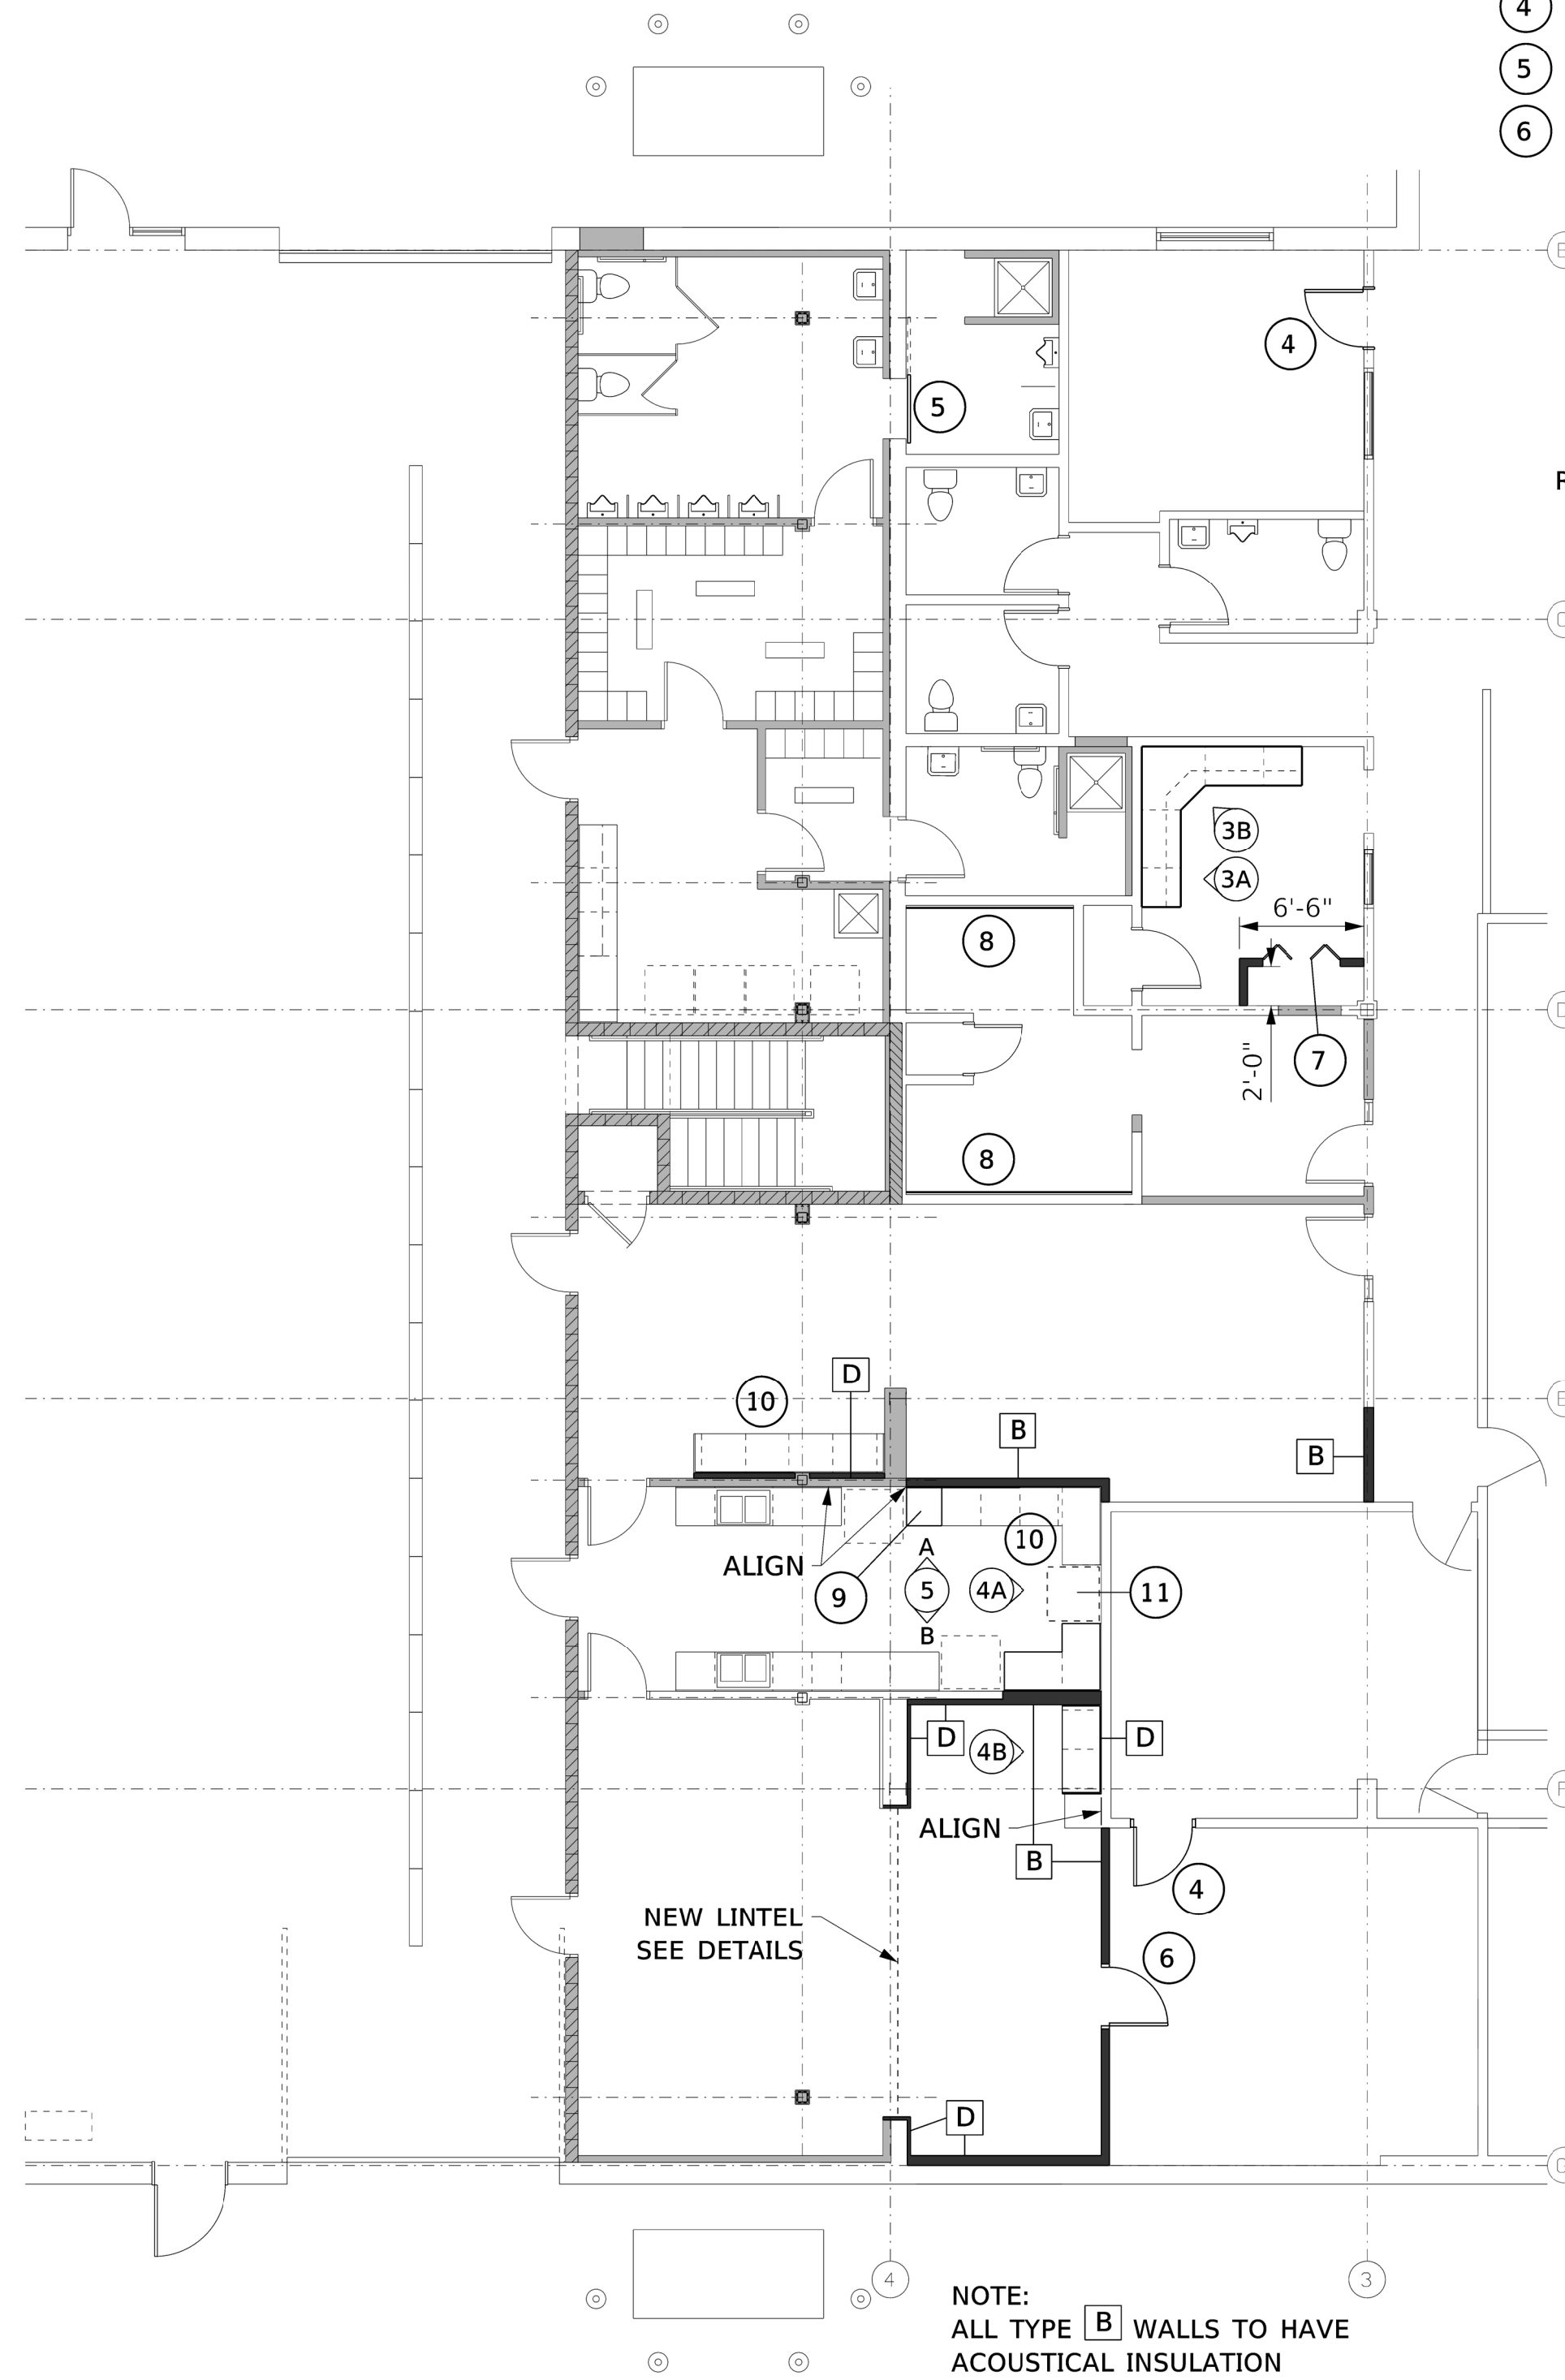 4
5
6
4
5
3B
3A
6'-6"
8
2'-0"
7
8
D
10
B
B
ALIGN
9
A
5
B
4A
10
11
D
4B
D
ALIGN
B
4
NEW LINTEL
SEE DETAILS
6
D
4
3
NOTE:
ALL TYPE B WALLS TO HAVE
ACOUSTICAL INSULATION